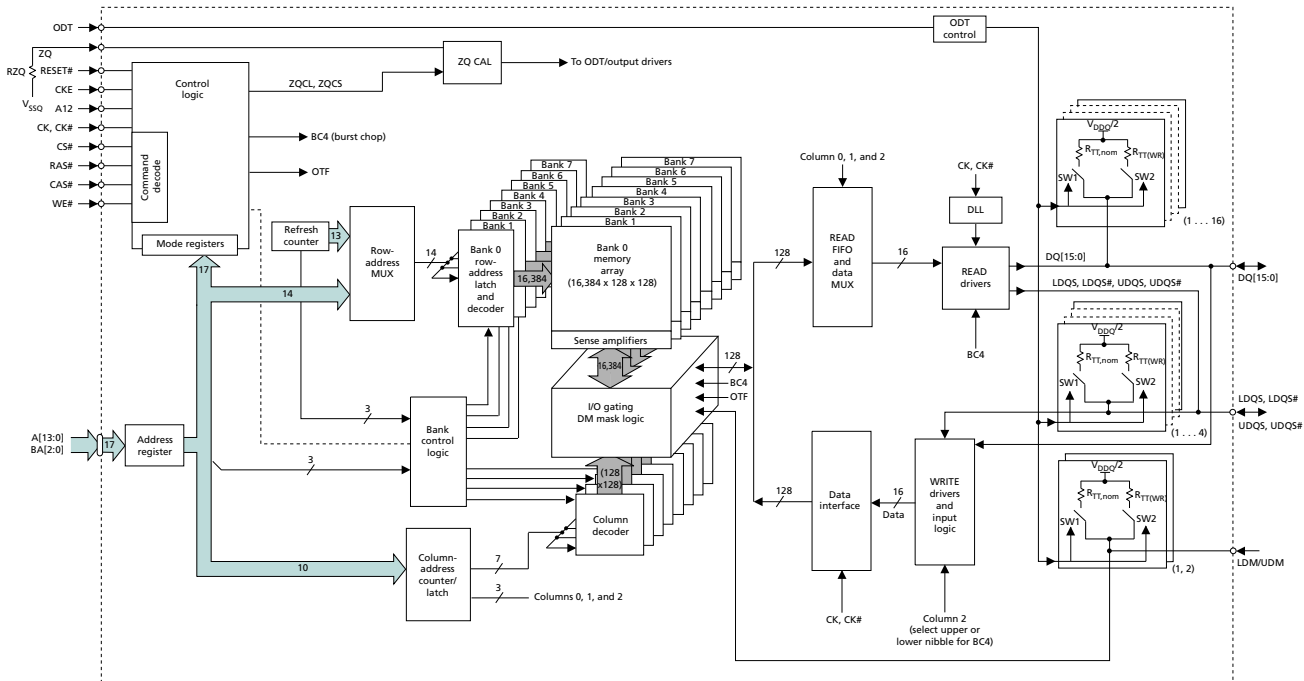 ODT
ODT
control
ZQ
RZQ
VSSQ
RESET#
CKE
A12
CK, CK#
CS#
RAS#
CAS#
WE#
Control
logic
Command
decode
Mode registers
ZQCL, ZQCS
ZQ CAL
To ODT/output drivers
BC4 (burst chop)
OTF
Refresh
counter
13
Row-
address
MUX
14
14
17
Bank 7
Bank 6
Bank 5
Bank 4
Bank 3
Bank 2
Bank 1
Bank 0
row-
address
latch
and
decoder
16,384
Bank 7
Bank 6
Bank 5
Bank 4
Bank 3
Bank 2
Bank 1
Bank 0
memory
array
(16,384 x 128 x 128)
Sense amplifiers
16,384
I/O gating
DM mask logic
128
BC4
OTF
(128
x128)
Column
decoder
A[13:0]
BA[2:0]
17
Address
register
3
3
Bank
control
logic
10
Column-
address
counter/
latch
7
3
Columns 0, 1, and 2
Column 0, 1, and 2
128
READ
FIFO
and
data
MUX
16
CK, CK#
DLL
READ
drivers
BC4
DQ[15:0]
LDQS, LDQS#, UDQS, UDQS#
128
Data
interface
CK, CK#
16
Data
WRITE
drivers
and
input
logic
Column 2
(select upper or
lower nibble for BC4)
VDDQ/2
RTT,nom
RTT(WR)
SW1
SW2
(1 . . . 16)
DQ[15:0]
VDDQ/2
RTT,nom
RTT(WR)
SW1
SW2
(1 . . . 4)
LDQS, LDQS#
UDQS, UDQS#
VDDQ/2
RTT,nom
RTT(WR)
SW1
SW2
(1, 2)
LDM/UDM